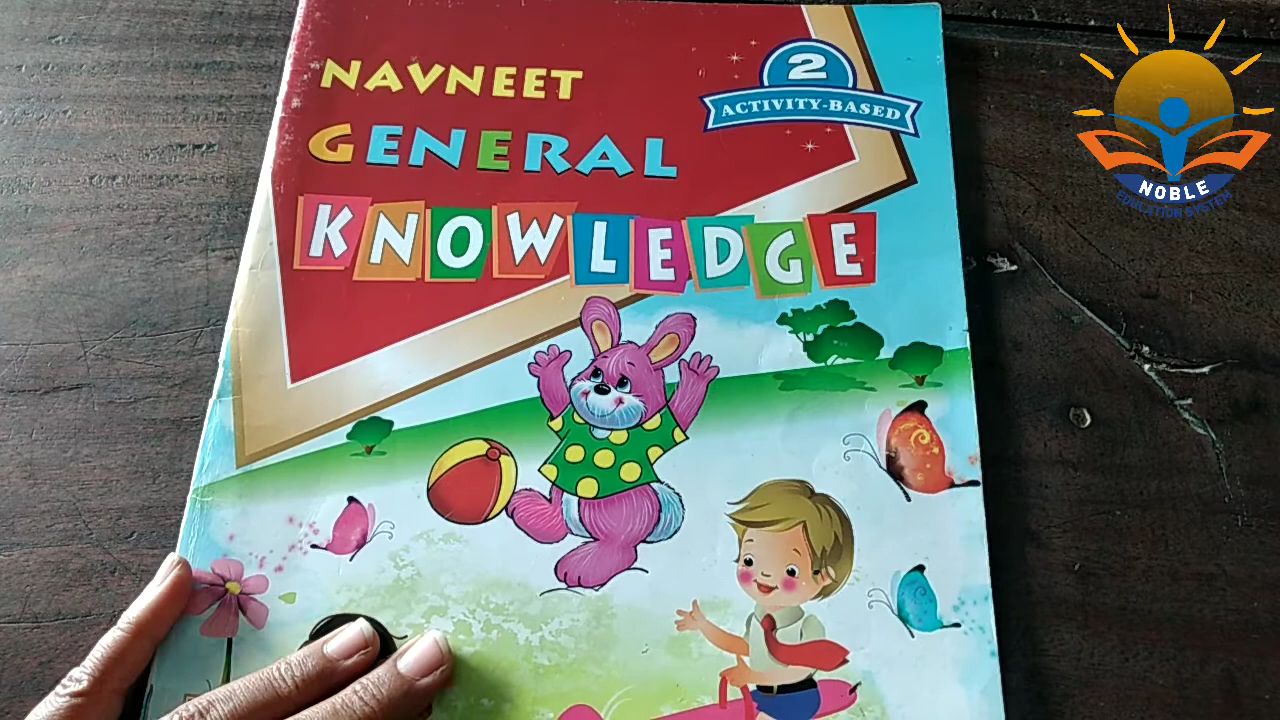 NAVNEET
GENERAL
KNOWLEDGE
2
ACTIVITY-BASED
NOBLE
EDUCATION SYSTEM